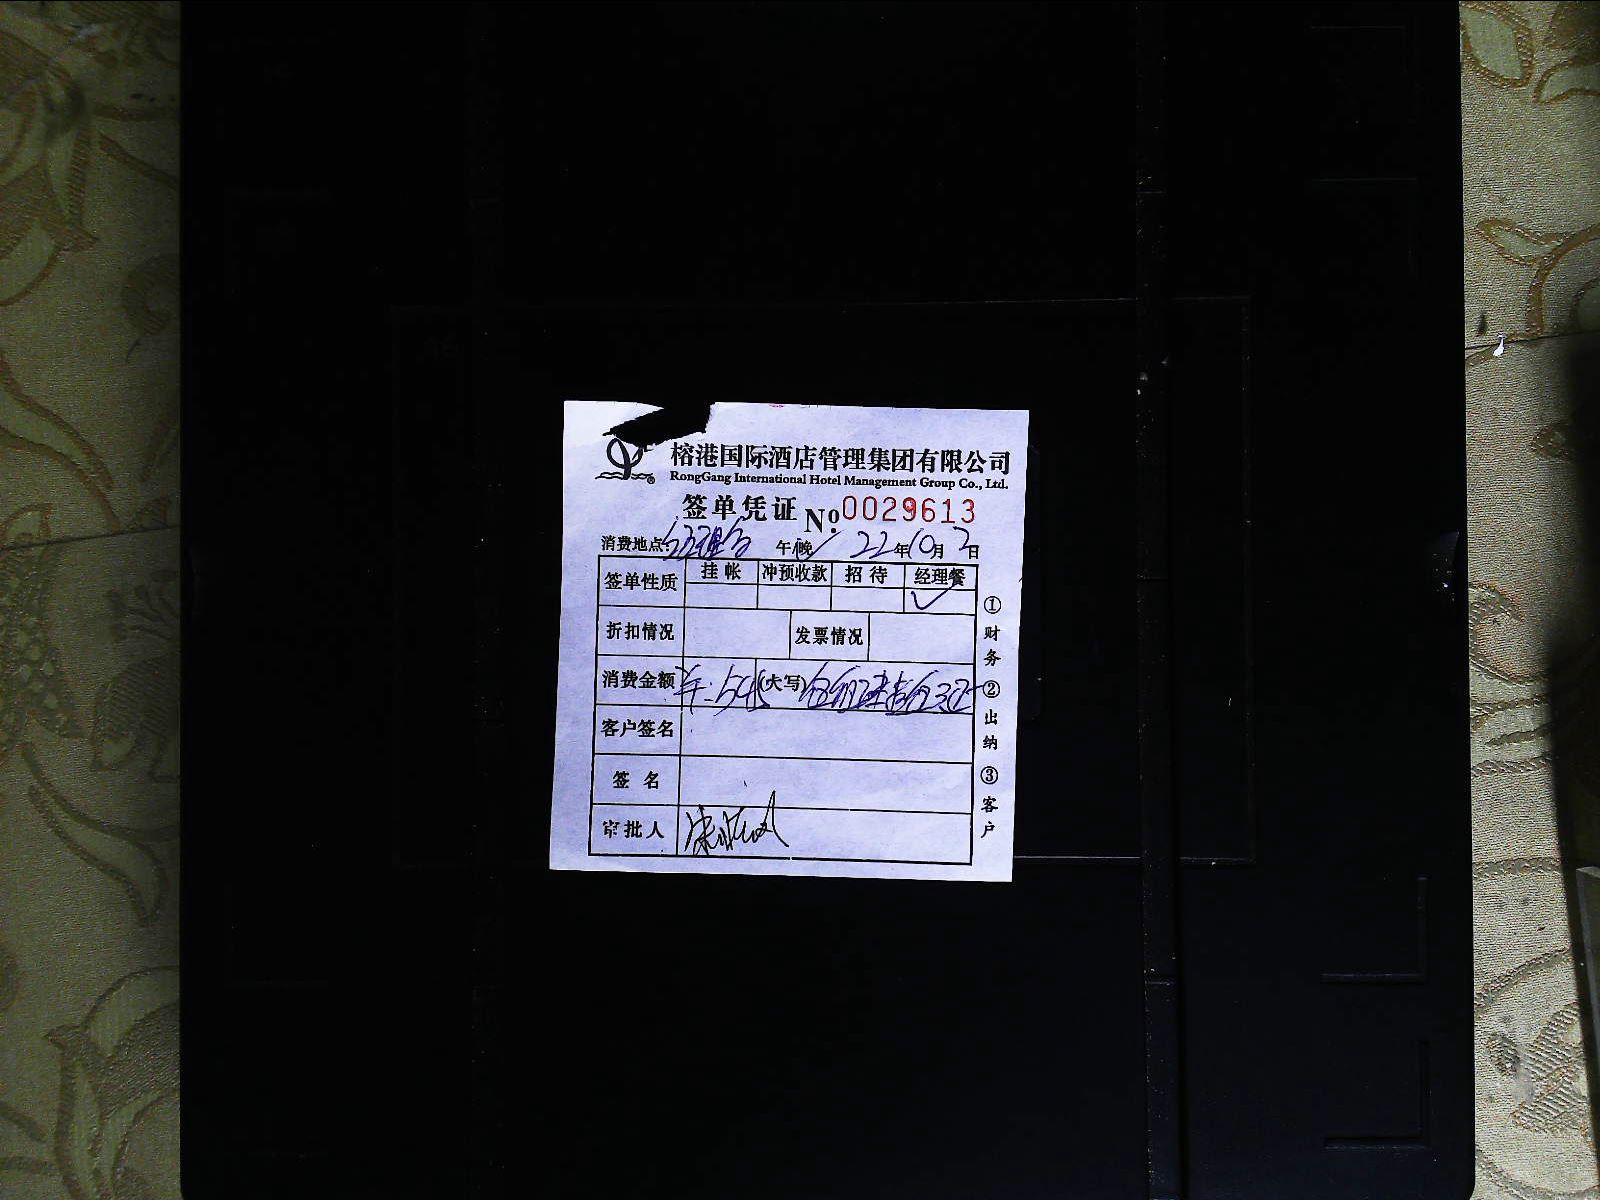 榕港国际酒店管理集团有限公司
RongGang International Hotel Management Group Co., Ltd.
签单凭证 No. 0029613
消费地点: 午/晚 22年10月2日
签单性质 挂帐 冲预收款 招待 经理餐
折扣情况 发票情况
消费金额 (大写)
客户签名
签名
审批人
①财务
②出纳
③客户